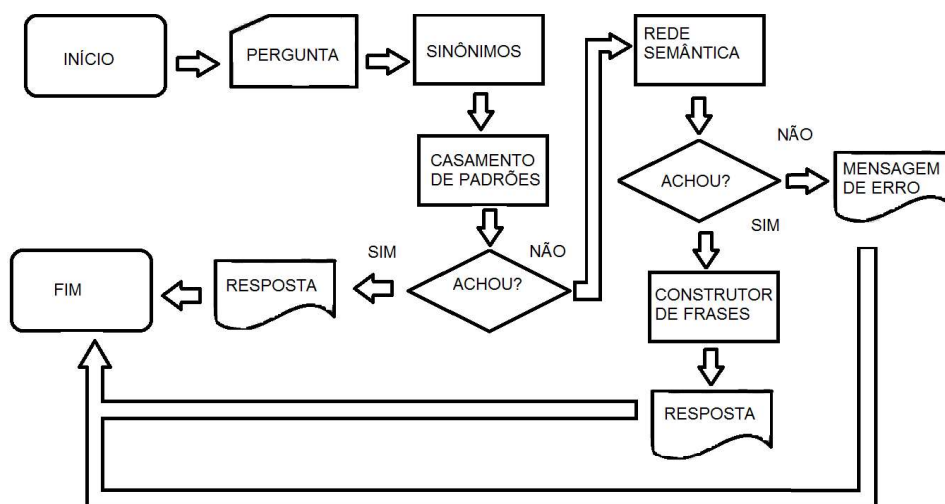 INÍCIO
PERGUNTA
SINÔNIMOS
CASAMENTO
DE PADRÕES
ACHOU?
SIM
RESPOSTA
FIM
NÃO
REDE
SEMÂNTICA
ACHOU?
NÃO
MENSAGEM
DE ERRO
SIM
CONSTRUTOR
DE FRASES
RESPOSTA